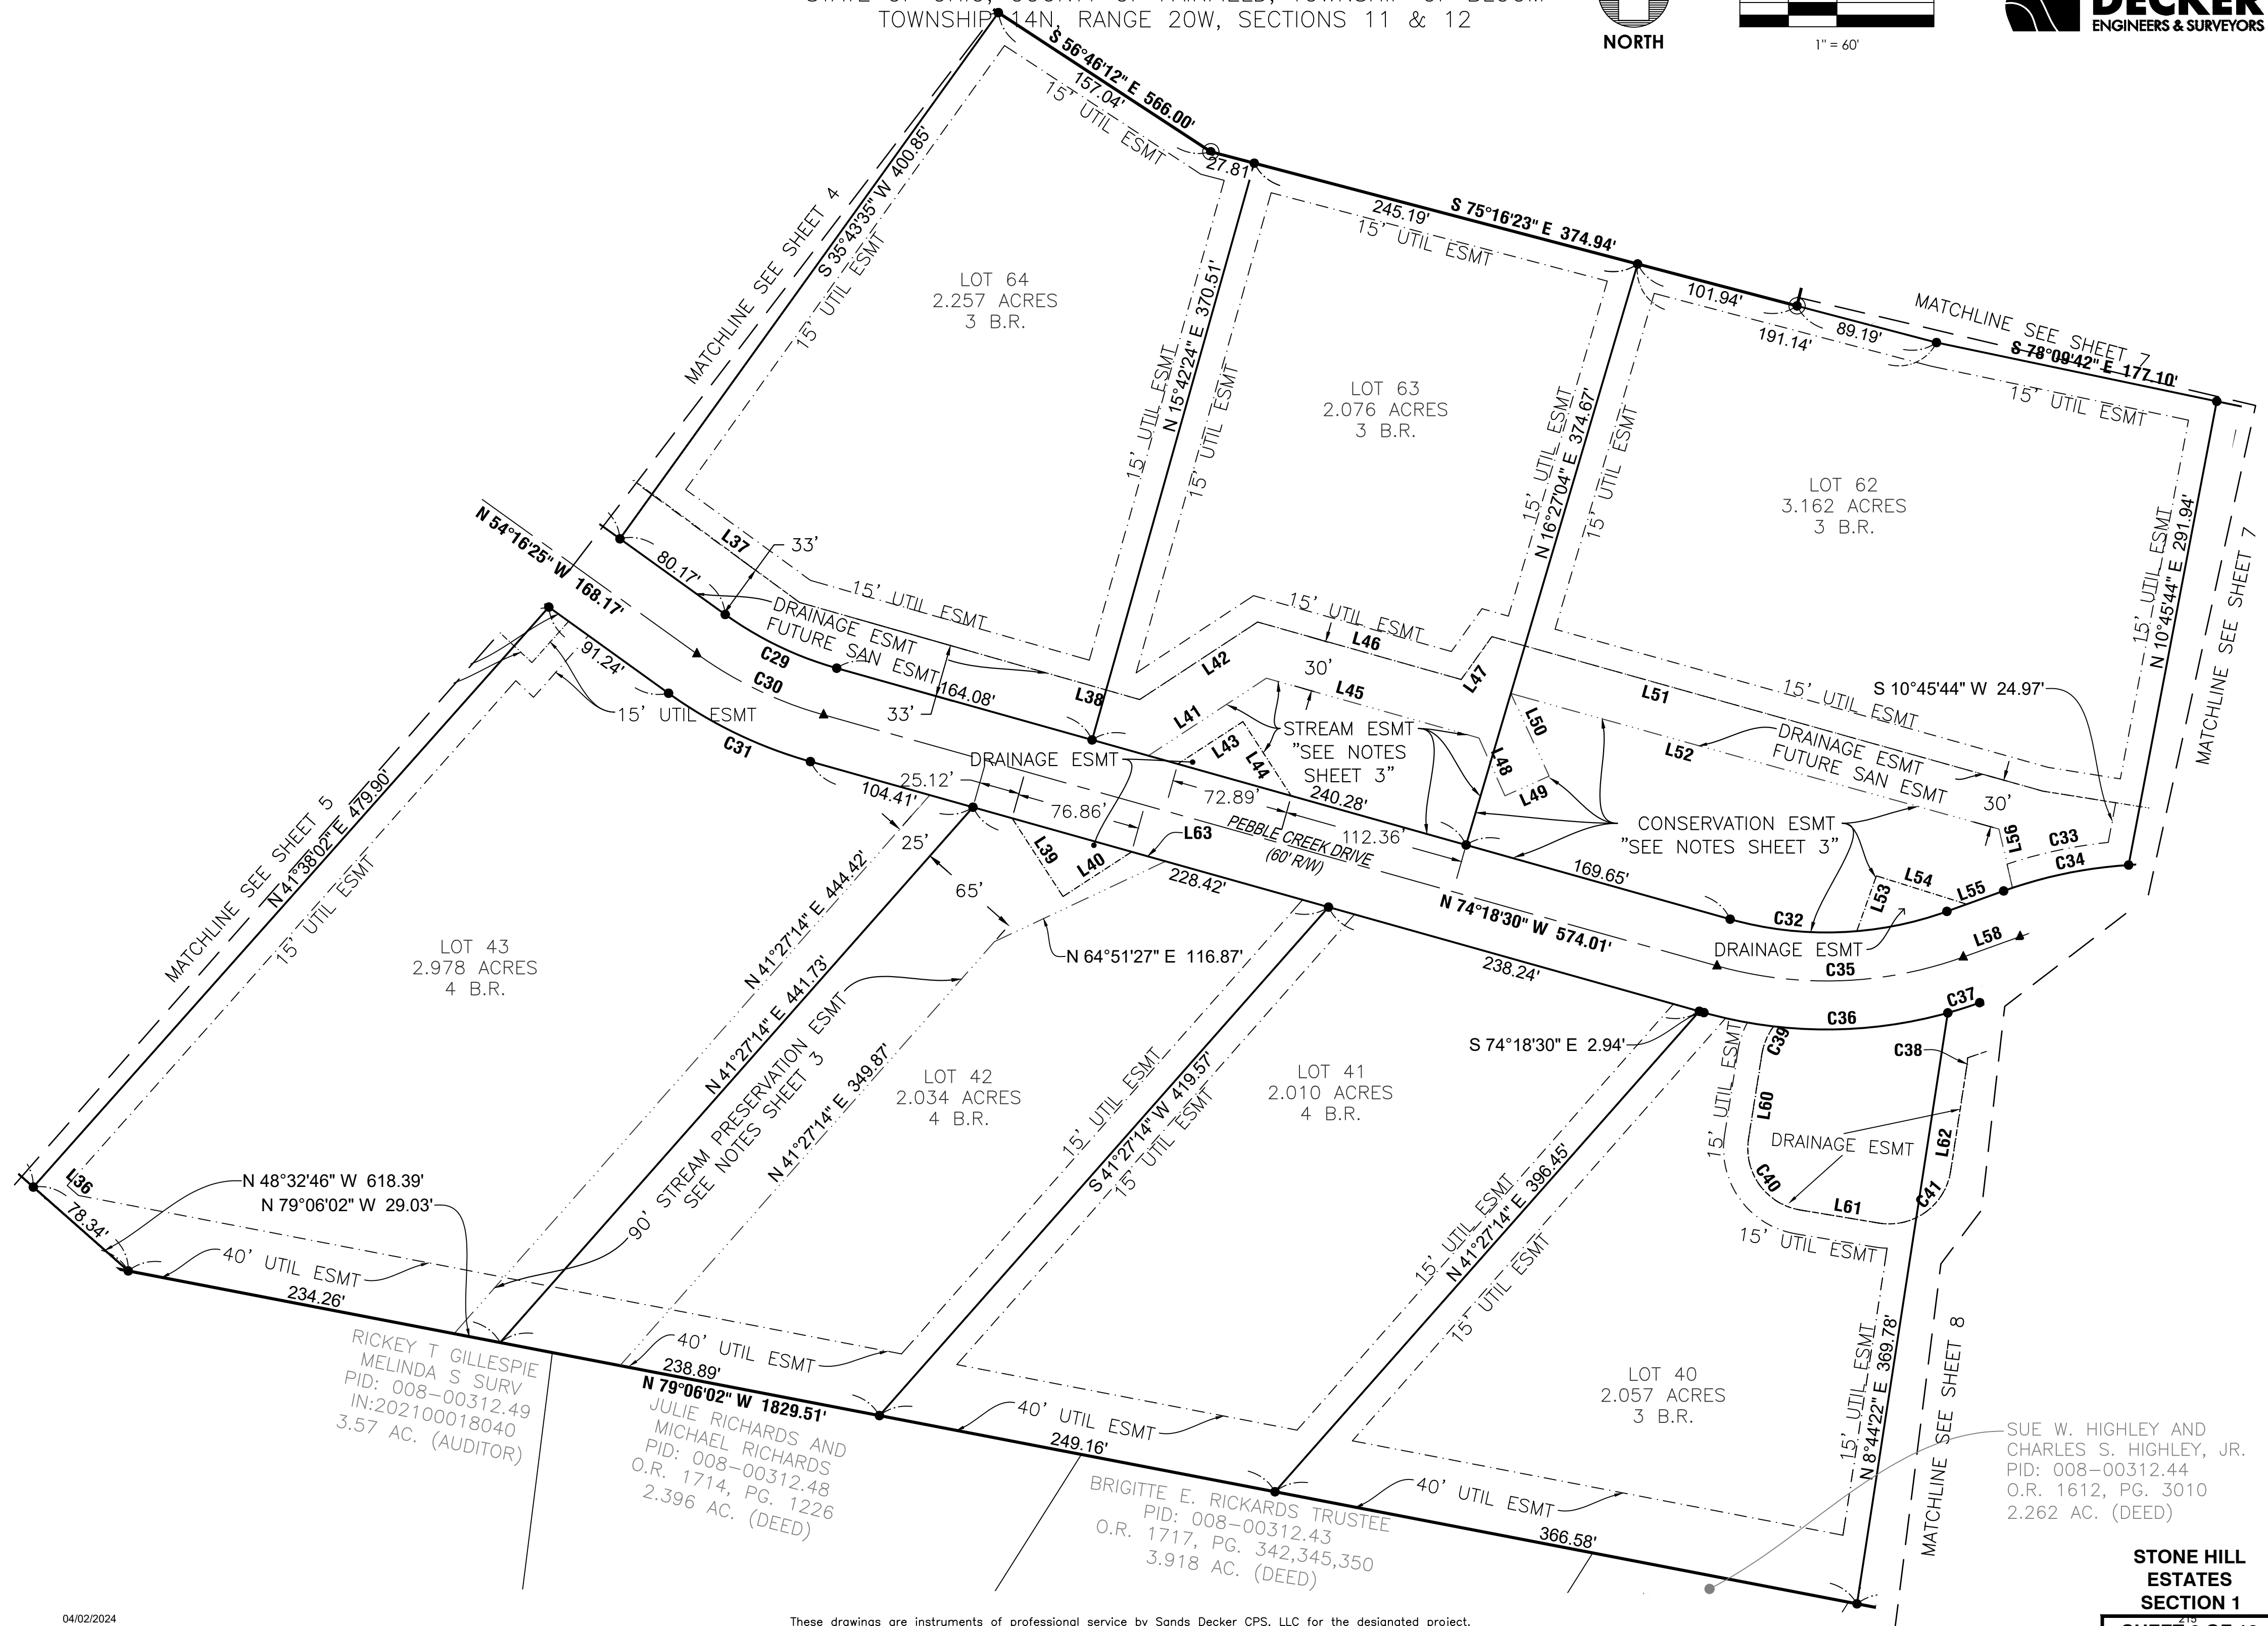 TOWNSHIP 14N, RANGE 20W, SECTIONS 11 & 12
NORTH
1" = 60'
DECKER
ENGINEERS & SURVEYORS
S 56°46'12" E 566.00'
157.04'
15' UTIL ESMT
27.81'
S 75°16'23" E 374.94'
245.19'
15' UTIL ESMT
101.94'
191.14'
89.19'
MATCHLINE SEE SHEET 7
S 78°09'42" E 177.10'
15' UTIL ESMT
MATCHLINE SEE SHEET 4
S 35°43'35" W 400.85'
15' UTIL ESMT
LOT 64
2.257 ACRES
3 B.R.
15' UTIL ESMT
N 15°42'24" E 370.51'
15' UTIL ESMT
LOT 63
2.076 ACRES
3 B.R.
15' UTIL ESMT
N 16°27'04" E 374.67'
15' UTIL ESMT
LOT 62
3.162 ACRES
3 B.R.
15' UTIL ESMT
N 10°45'44" E 291.94'
MATCHLINE SEE SHEET 7
N 54°16'25" W 168.17'
L37
33'
80.17'
15' UTIL ESMT
DRAINAGE ESMT
FUTURE SAN ESMT
C29
C30
C31
164.08'
33'
L38
L42
15' UTIL ESMT
L46
30'
L45
L47
L41
L43
L44
STREAM ESMT
"SEE NOTES
SHEET 3"
L48
L50
L49
L51
L52
15' UTIL ESMT
S 10°45'44" W 24.97'
DRAINAGE ESMT
FUTURE SAN ESMT
30'
L56
C33
C34
CONSERVATION ESMT
"SEE NOTES SHEET 3"
91.24'
15' UTIL ESMT
DRAINAGE ESMT
25.12'
104.41'
76.86'
72.89'
240.28'
112.36'
PEBBLE CREEK DRIVE
(60' R/W)
L63
L39
L40
25'
65'
228.42'
169.65'
C32
L53
L54
L55
DRAINAGE ESMT
L58
C35
N 74°18'30" W 574.01'
C37
C36
N 64°51'27" E 116.87'
238.24'
S 74°18'30" E 2.94'
C39
C38
MATCHLINE SEE SHEET 5
N 41°38'02" E 479.90'
15' UTIL ESMT
LOT 43
2.978 ACRES
4 B.R.
N 41°27'14" E 444.42'
N 41°27'14" E 441.73'
90' STREAM PRESERVATION ESMT
SEE NOTES SHEET 3
N 41°27'14" E 349.87'
LOT 42
2.034 ACRES
4 B.R.
15' UTIL ESMT
S 41°27'14" W 419.57'
15' UTIL ESMT
LOT 41
2.010 ACRES
4 B.R.
15' UTIL ESMT
N 41°27'14" E 396.45'
15' UTIL ESMT
15' UTIL ESMT
L60
DRAINAGE ESMT
L62
C40
C41
L61
15' UTIL ESMT
L36
78.34'
N 48°32'46" W 618.39'
N 79°06'02" W 29.03'
40' UTIL ESMT
234.26'
40' UTIL ESMT
238.89'
N 79°06'02" W 1829.51'
40' UTIL ESMT
249.16'
LOT 40
2.057 ACRES
3 B.R.
15' UTIL ESMT
N 8°44'22" E 369.78'
MATCHLINE SEE SHEET 8
40' UTIL ESMT
366.58'
RICKEY T GILLESPIE
MELINDA S SURV
PID: 008-00312.49
IN:202100018040
3.57 AC. (AUDITOR)
JULIE RICHARDS AND
MICHAEL RICHARDS
PID: 008-00312.48
O.R. 1714, PG. 1226
2.396 AC. (DEED)
BRIGITTE E. RICKARDS TRUSTEE
PID: 008-00312.43
O.R. 1717, PG. 342,345,350
3.918 AC. (DEED)
SUE W. HIGHLEY AND
CHARLES S. HIGHLEY, JR.
PID: 008-00312.44
O.R. 1612, PG. 3010
2.262 AC. (DEED)
STONE HILL
ESTATES
SECTION 1
215
04/02/2024
These drawings are instruments of professional service by Sands Decker CPS, LLC for the designated project.